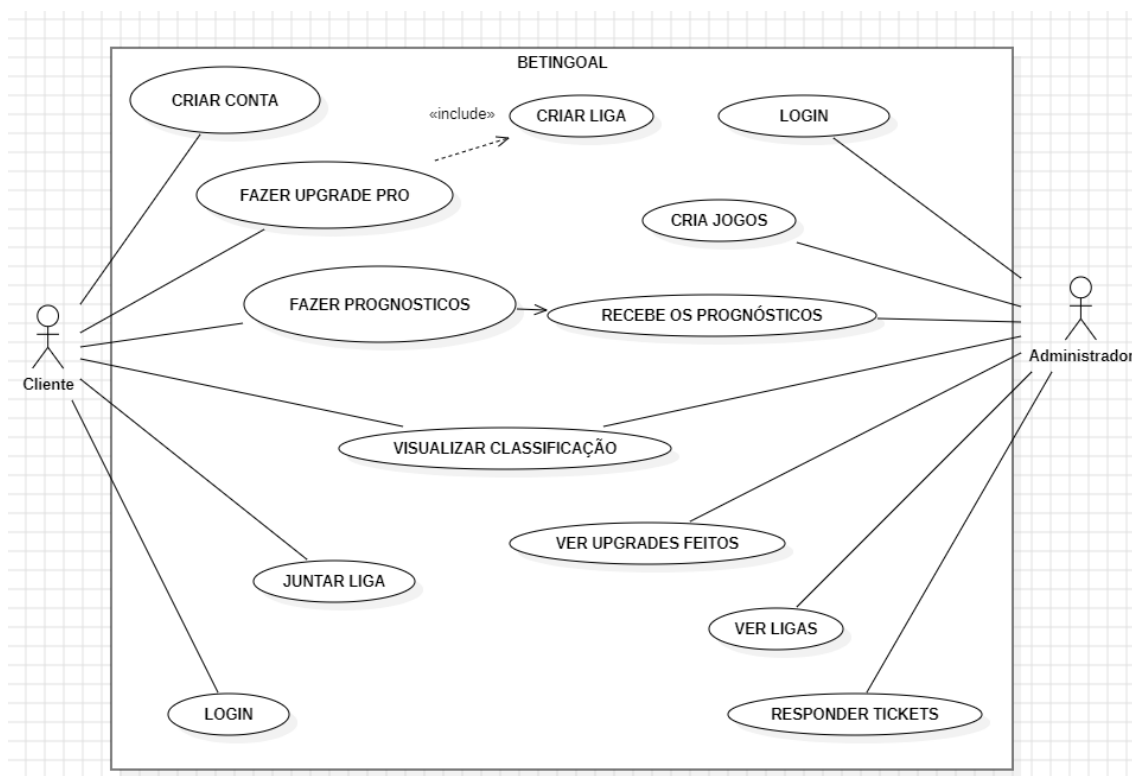 BETINGOAL
CRIAR CONTA
«include»
CRIAR LIGA
LOGIN
FAZER UPGRADE PRO
CRIA JOGOS
FAZER PROGNOSTICOS
RECEBE OS PROGNÓSTICOS
Cliente
Administrador
VISUALIZAR CLASSIFICAÇÃO
VER UPGRADES FEITOS
JUNTAR LIGA
VER LIGAS
LOGIN
RESPONDER TICKETS